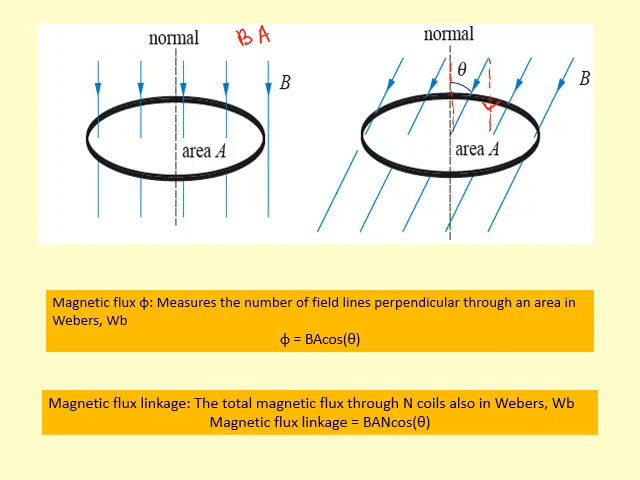 normal
B A
B
area A
normal
θ
B
area A
Magnetic flux ϕ: Measures the number of field lines perpendicular through an area in
Webers, Wb
ϕ = BAcos(θ)
Magnetic flux linkage: The total magnetic flux through N coils also in Webers, Wb
Magnetic flux linkage = BANcos(θ)